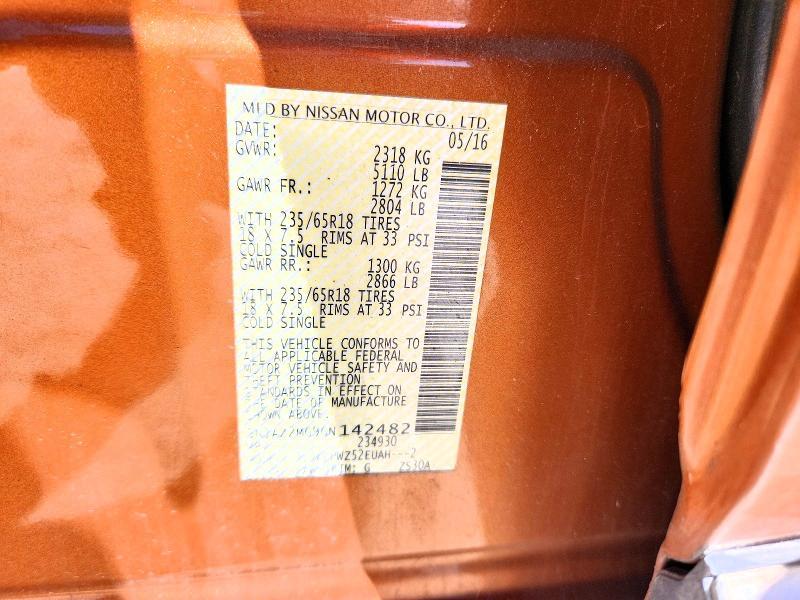 MFD BY NISSAN MOTOR CO., LTD.
DATE: 05/16
GVWR: 2318 KG
5110 LB
GAWR FR.: 1272 KG
2804 LB
WITH 235/65R18 TIRES
18 X 7.5 RIMS AT 33 PSI
COLD SINGLE
GAWR RR.: 1300 KG
2866 LB
WITH 235/65R18 TIRES
18 X 7.5 RIMS AT 33 PSI
COLD SINGLE
THIS VEHICLE CONFORMS TO
ALL APPLICABLE FEDERAL
MOTOR VEHICLE SAFETY AND
THEFT PREVENTION
STANDARDS IN EFFECT ON
THE DATE OF MANUFACTURE
SHOWN ABOVE.
142482
234930
WZ52EUAH---2
G ZS30A